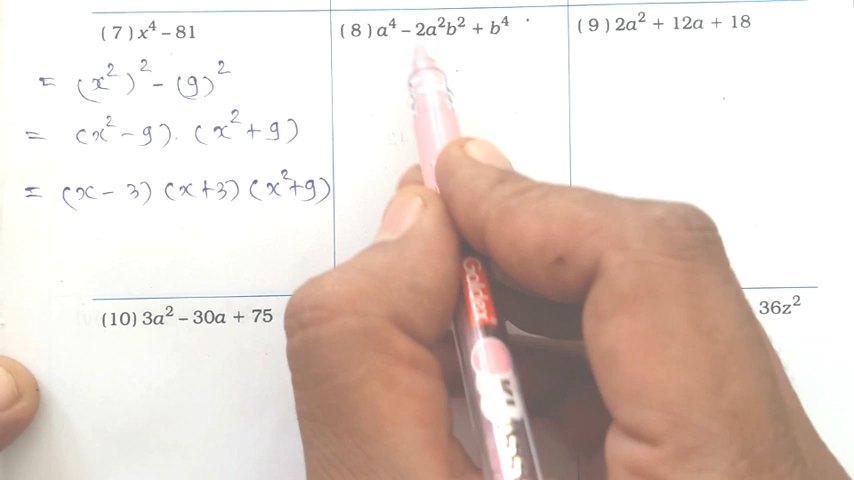 (7) x⁴ – 81
= (x²)² – (9)²
= (x² – 9) . (x² + 9)
= (x – 3) (x + 3) (x² + 9)
(8) a⁴ – 2a²b² + b⁴
(9) 2a² + 12a + 18
(10) 3a² – 30a + 75
36z²
Goldex